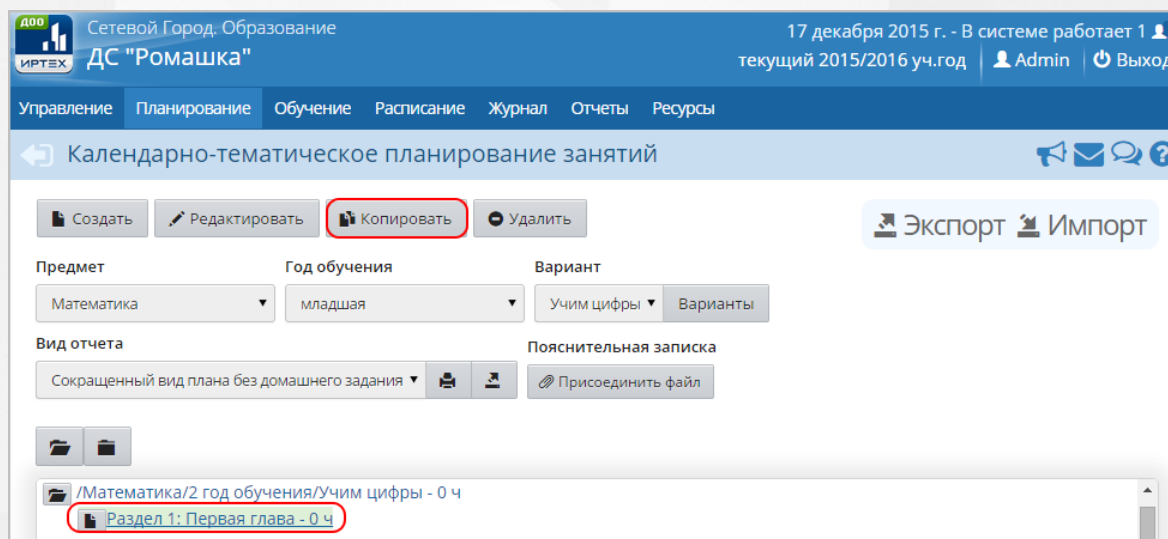 ДОО
ИРТЕХ
Сетевой Город. Образование
ДС "Ромашка"
17 декабря 2015 г. - В системе работает 1
текущий 2015/2016 уч.год Admin Выход
Управление Планирование Обучение Расписание Журнал Отчеты Ресурсы
Календарно-тематическое планирование занятий
Создать Редактировать Копировать Удалить
Экспорт Импорт
Предмет Год обучения Вариант
Математика младшая Учим цифры Варианты
Вид отчета Пояснительная записка
Сокращенный вид плана без домашнего задания Присоединить файл
/Математика/2 год обучения/Учим цифры - 0 ч
Раздел 1: Первая глава - 0 ч